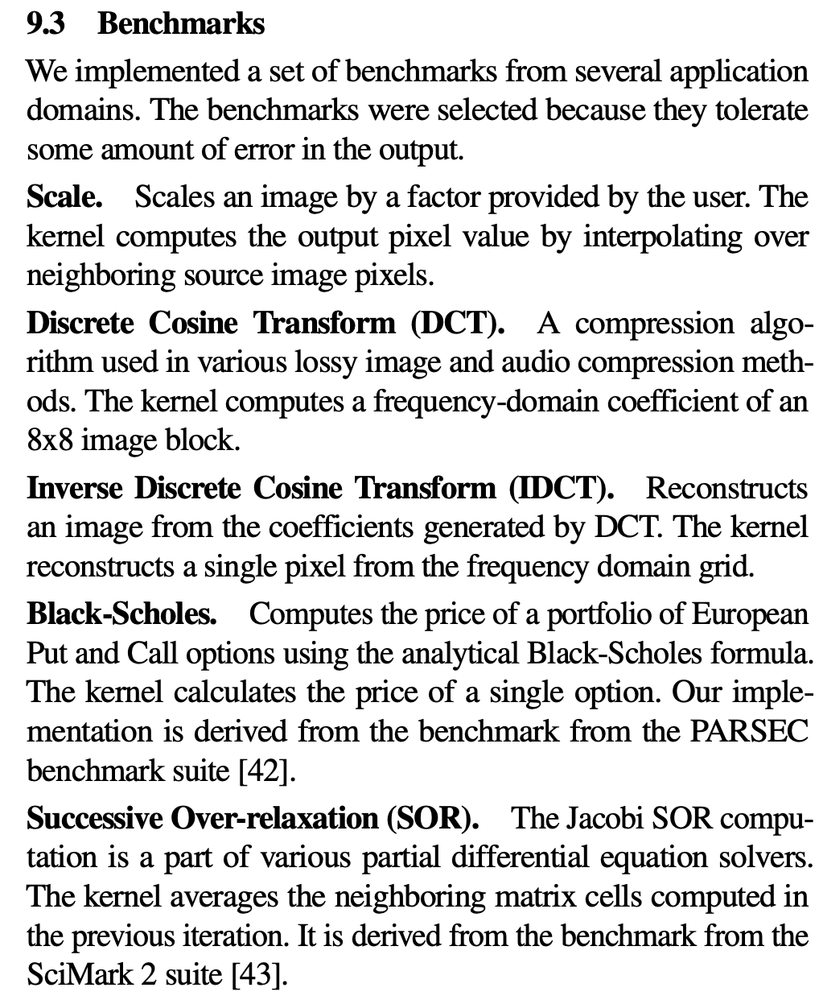 9.3 Benchmarks
We implemented a set of benchmarks from several application
domains. The benchmarks were selected because they tolerate
some amount of error in the output.
Scale. Scales an image by a factor provided by the user. The
kernel computes the output pixel value by interpolating over
neighboring source image pixels.
Discrete Cosine Transform (DCT). A compression algo-
rithm used in various lossy image and audio compression meth-
ods. The kernel computes a frequency-domain coefficient of an
8x8 image block.
Inverse Discrete Cosine Transform (IDCT). Reconstructs
an image from the coefficients generated by DCT. The kernel
reconstructs a single pixel from the frequency domain grid.
Black-Scholes. Computes the price of a portfolio of European
Put and Call options using the analytical Black-Scholes formula.
The kernel calculates the price of a single option. Our imple-
mentation is derived from the benchmark from the PARSEC
benchmark suite [42].
Successive Over-relaxation (SOR). The Jacobi SOR compu-
tation is a part of various partial differential equation solvers.
The kernel averages the neighboring matrix cells computed in
the previous iteration. It is derived from the benchmark from the
SciMark 2 suite [43].